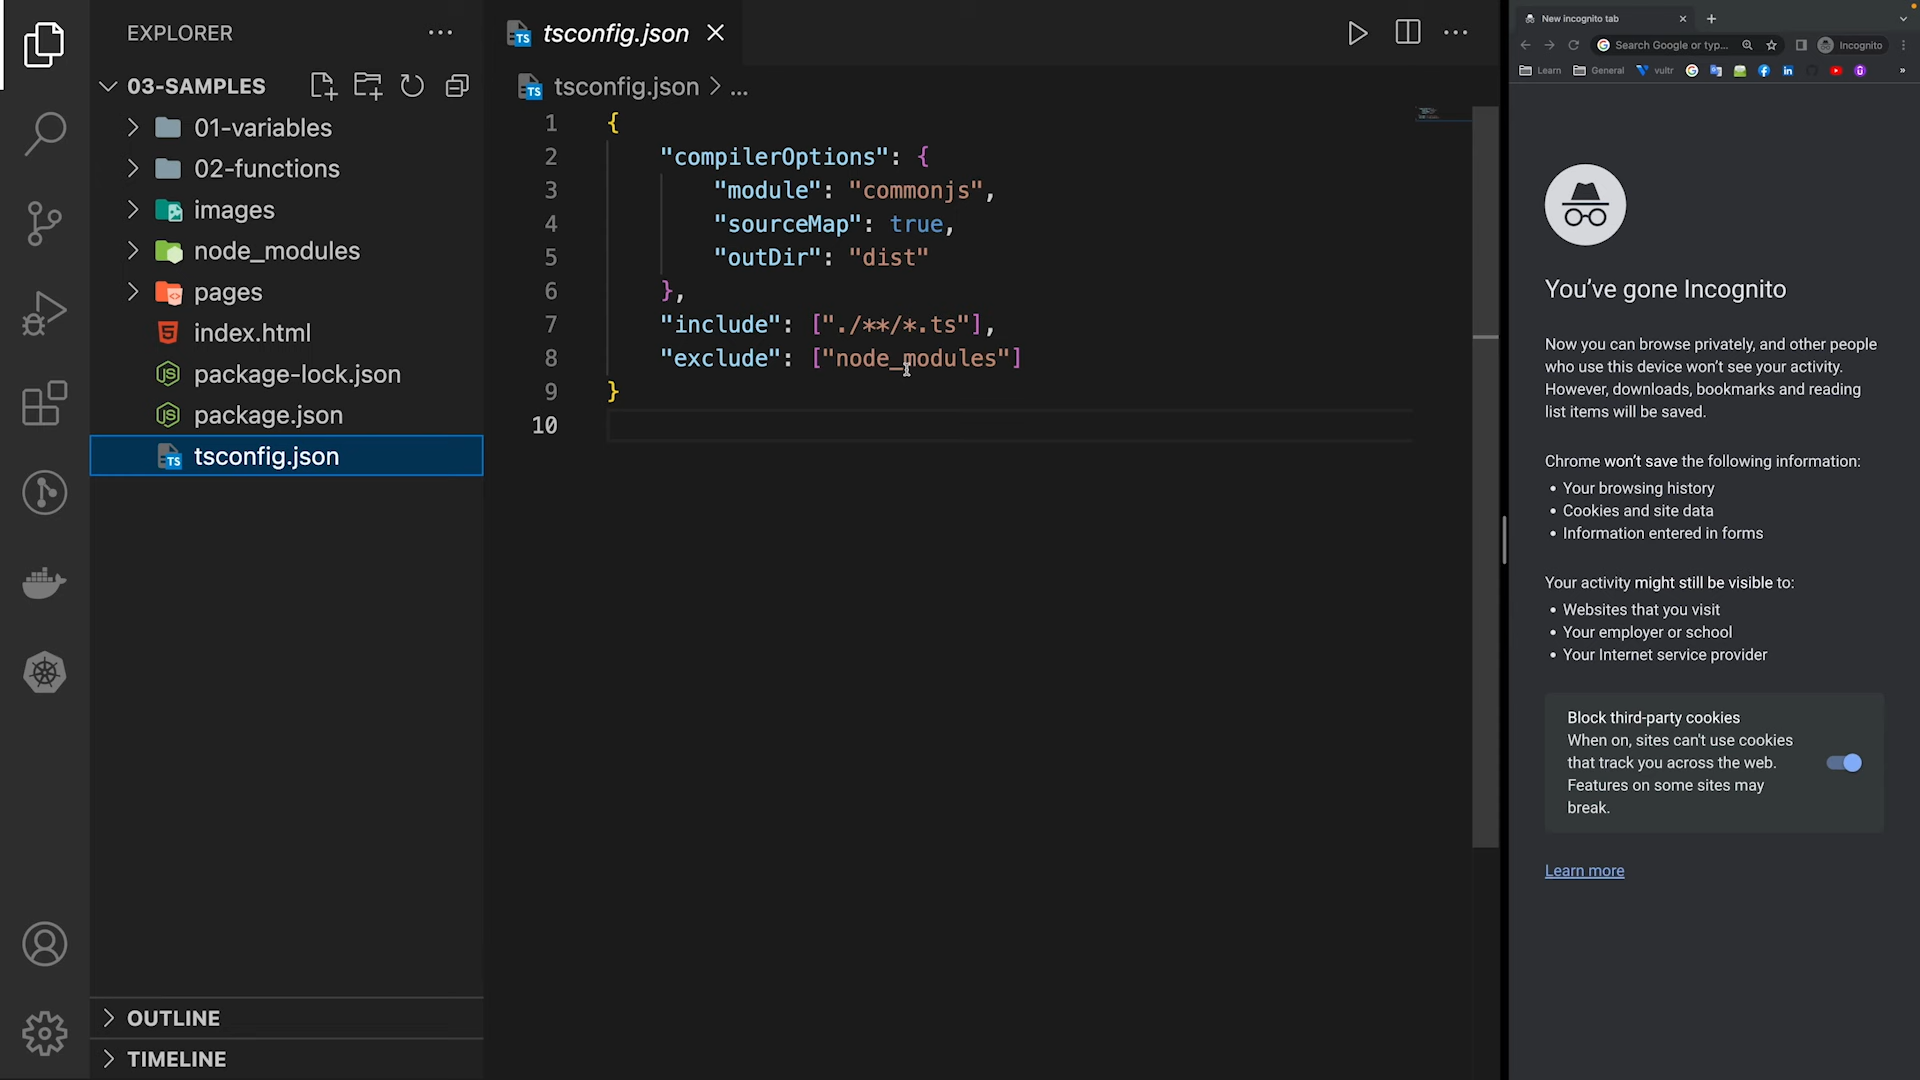 EXPLORER
03-SAMPLES
01-variables
02-functions
images
node_modules
pages
index.html
package-lock.json
package.json
TS tsconfig.json
OUTLINE
TIMELINE
TS tsconfig.json
TS tsconfig.json > ...
1 {
2 "compilerOptions": {
3 "module": "commonjs",
4 "sourceMap": true,
5 "outDir": "dist"
6 },
7 "include": ["./**/*.ts"],
8 "exclude": ["node_modules"]
9 }
10
New incognito tab
Search Google or typ...
Incognito
Learn General vultr
You've gone Incognito
Now you can browse privately, and other people
who use this device won't see your activity.
However, downloads, bookmarks and reading
list items will be saved.
Chrome won't save the following information:
• Your browsing history
• Cookies and site data
• Information entered in forms
Your activity might still be visible to:
• Websites that you visit
• Your employer or school
• Your Internet service provider
Block third-party cookies
When on, sites can't use cookies
that track you across the web.
Features on some sites may
break.
Learn more